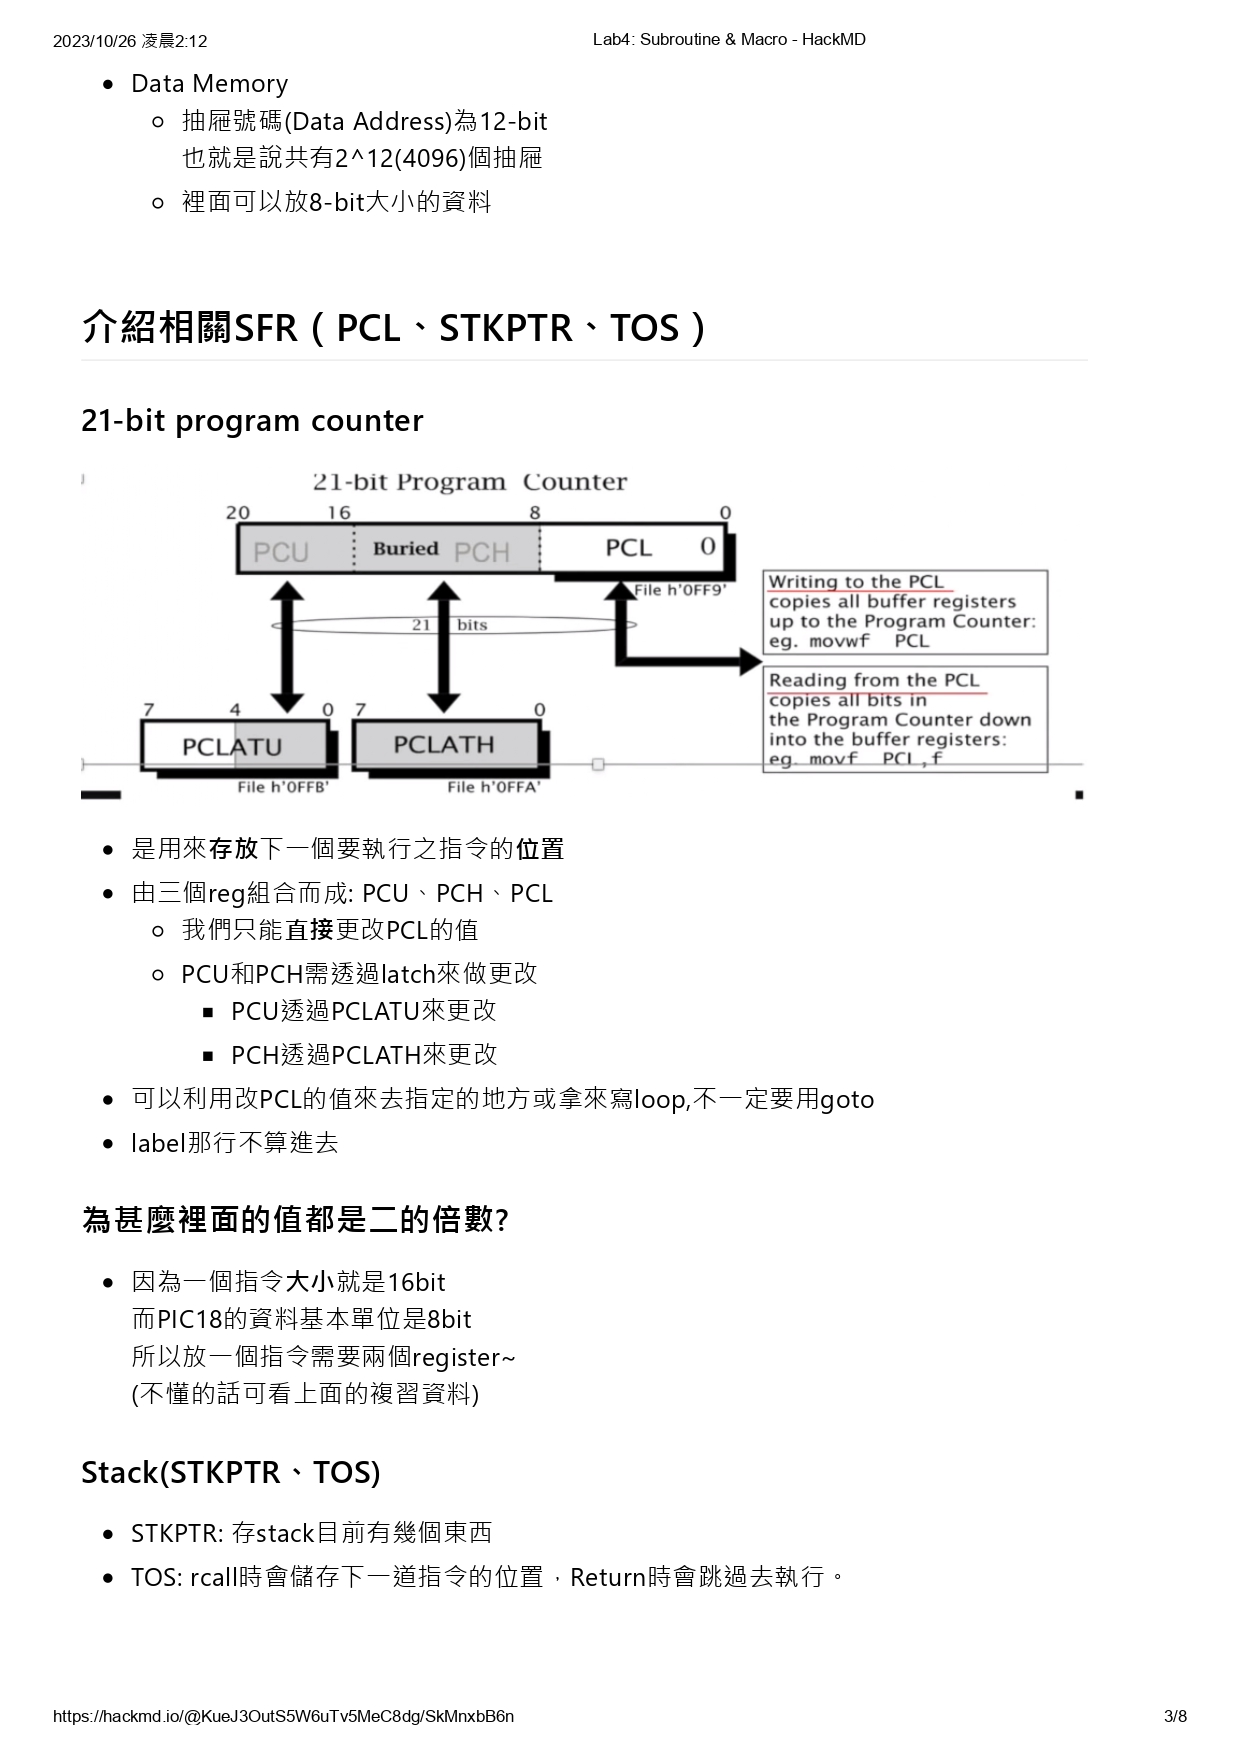 2023/10/26 凌晨2:12
Lab4: Subroutine & Macro - HackMD
Data Memory
抽屜號碼(Data Address)為12-bit
也就是說共有2^12(4096)個抽屜
裡面可以放8-bit大小的資料
介紹相關SFR（PCL、STKPTR、TOS）
21-bit program counter
21-bit Program Counter
20 16 8 0
PCU Buried PCH PCL 0
File h'0FF9'
21 bits
Writing to the PCL
copies all buffer registers
up to the Program Counter:
eg. movwf PCL
Reading from the PCL
copies all bits in
the Program Counter down
into the buffer registers:
eg. movf PCL,f
7 4 0 7 0
PCLATU PCLATH
File h'0FFB' File h'0FFA'
是用來存放下一個要執行之指令的位置
由三個reg組合而成: PCU、PCH、PCL
我們只能直接更改PCL的值
PCU和PCH需透過latch來做更改
PCU透過PCLATU來更改
PCH透過PCLATH來更改
可以利用改PCL的值來去指定的地方或拿來寫loop,不一定要用goto
label那行不算進去
為甚麼裡面的值都是二的倍數?
因為一個指令大小就是16bit
而PIC18的資料基本單位是8bit
所以放一個指令需要兩個register~
(不懂的話可看上面的複習資料)
Stack(STKPTR、TOS)
STKPTR: 存stack目前有幾個東西
TOS: rcall時會儲存下一道指令的位置，Return時會跳過去執行。
https://hackmd.io/@KueJ3OutS5W6uTv5MeC8dg/SkMnxbB6n
3/8